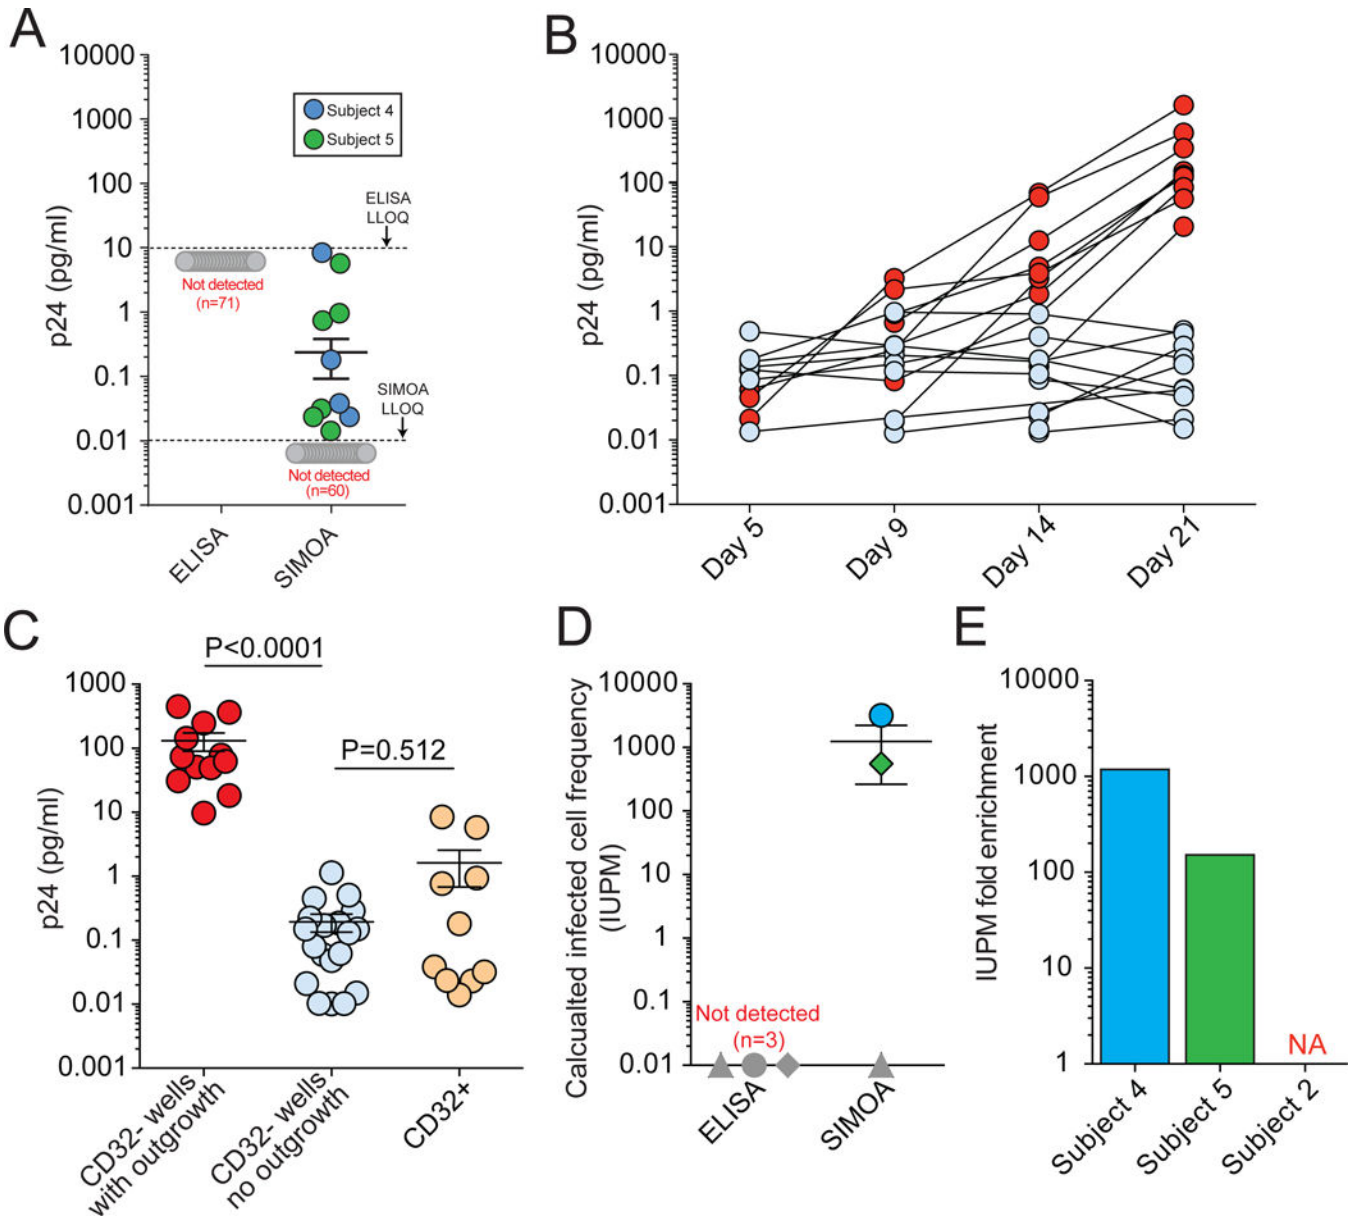 A
p24 (pg/ml)
10000
1000
100
10
1
0.1
0.01
0.001
Subject 4
Subject 5
ELISA
LLOQ
Not detected
(n=71)
SIMOA
LLOQ
Not detected
(n=60)
ELISA
SIMOA
B
p24 (pg/ml)
10000
1000
100
10
1
0.1
0.01
0.001
Day 5
Day 9
Day 14
Day 21
C
p24 (pg/ml)
1000
100
10
1
0.1
0.01
0.001
P<0.0001
P=0.512
CD32- wells
with outgrowth
CD32- wells
no outgrowth
CD32+
D
Calcualted infected cell frequency
(IUPM)
10000
1000
100
10
1
0.1
0.01
Not detected
(n=3)
ELISA
SIMOA
E
IUPM fold enrichment
10000
1000
100
10
1
NA
Subject 4
Subject 5
Subject 2